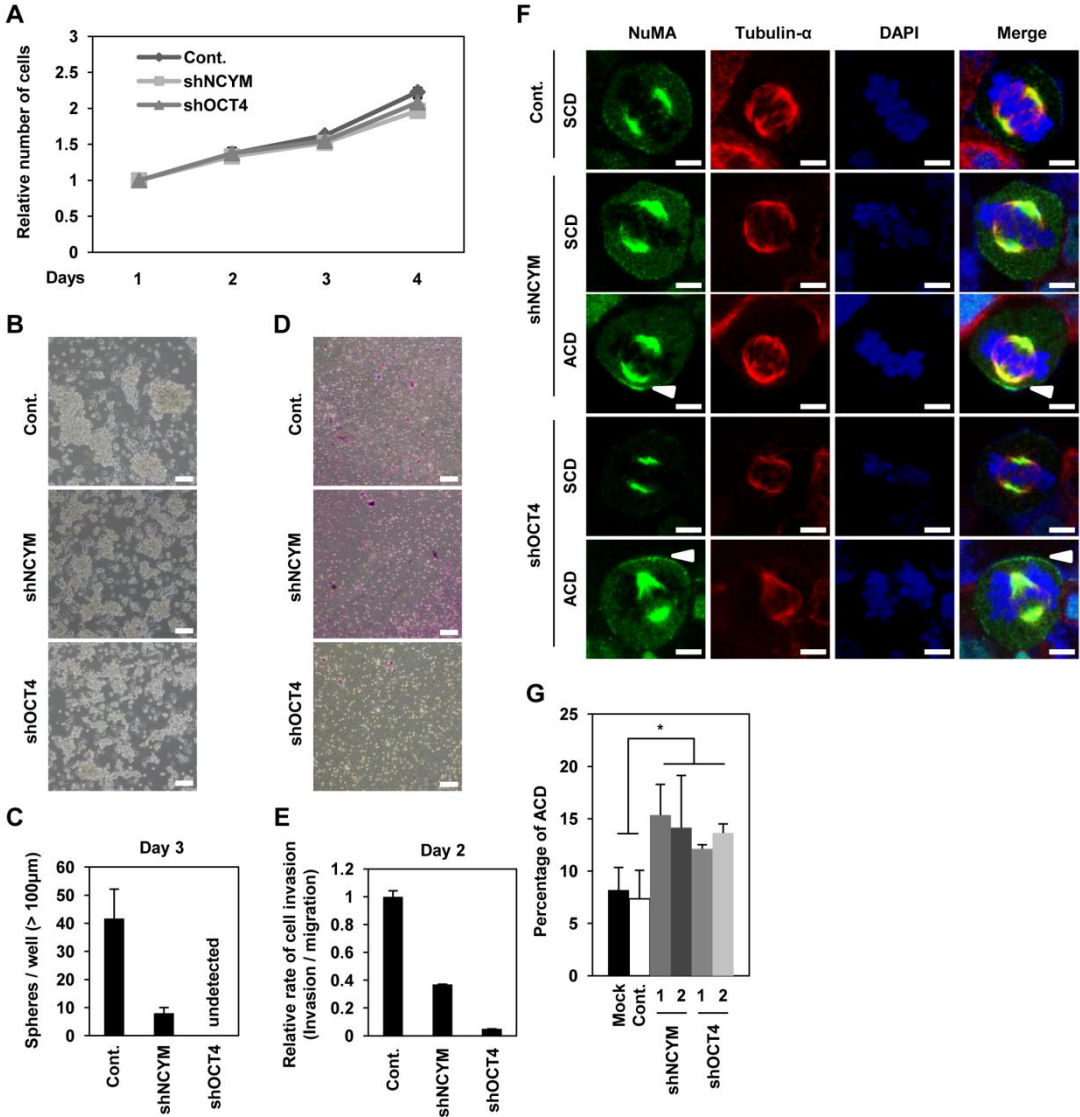 A
Relative number of cells
3
2.5
2
1.5
1
0.5
0
Cont.
shNCYM
shOCT4
Days 1 2 3 4
B
Cont.
shNCYM
shOCT4
C
Day 3
Spheres / well (> 100μm)
60
50
40
30
20
10
0
undetected
Cont.
shNCYM
shOCT4
D
Cont.
shNCYM
shOCT4
E
Day 2
Relative rate of cell invasion
(Invasion / migration)
1.2
1
0.8
0.6
0.4
0.2
0
Cont.
shNCYM
shOCT4
F
NuMA Tubulin-α DAPI Merge
Cont.
SCD
shNCYM
SCD
ACD
shOCT4
SCD
ACD
G
Percentage of ACD
25
20
15
10
5
0
*
Mock
Cont.
1 2 1 2
shNCYM
shOCT4